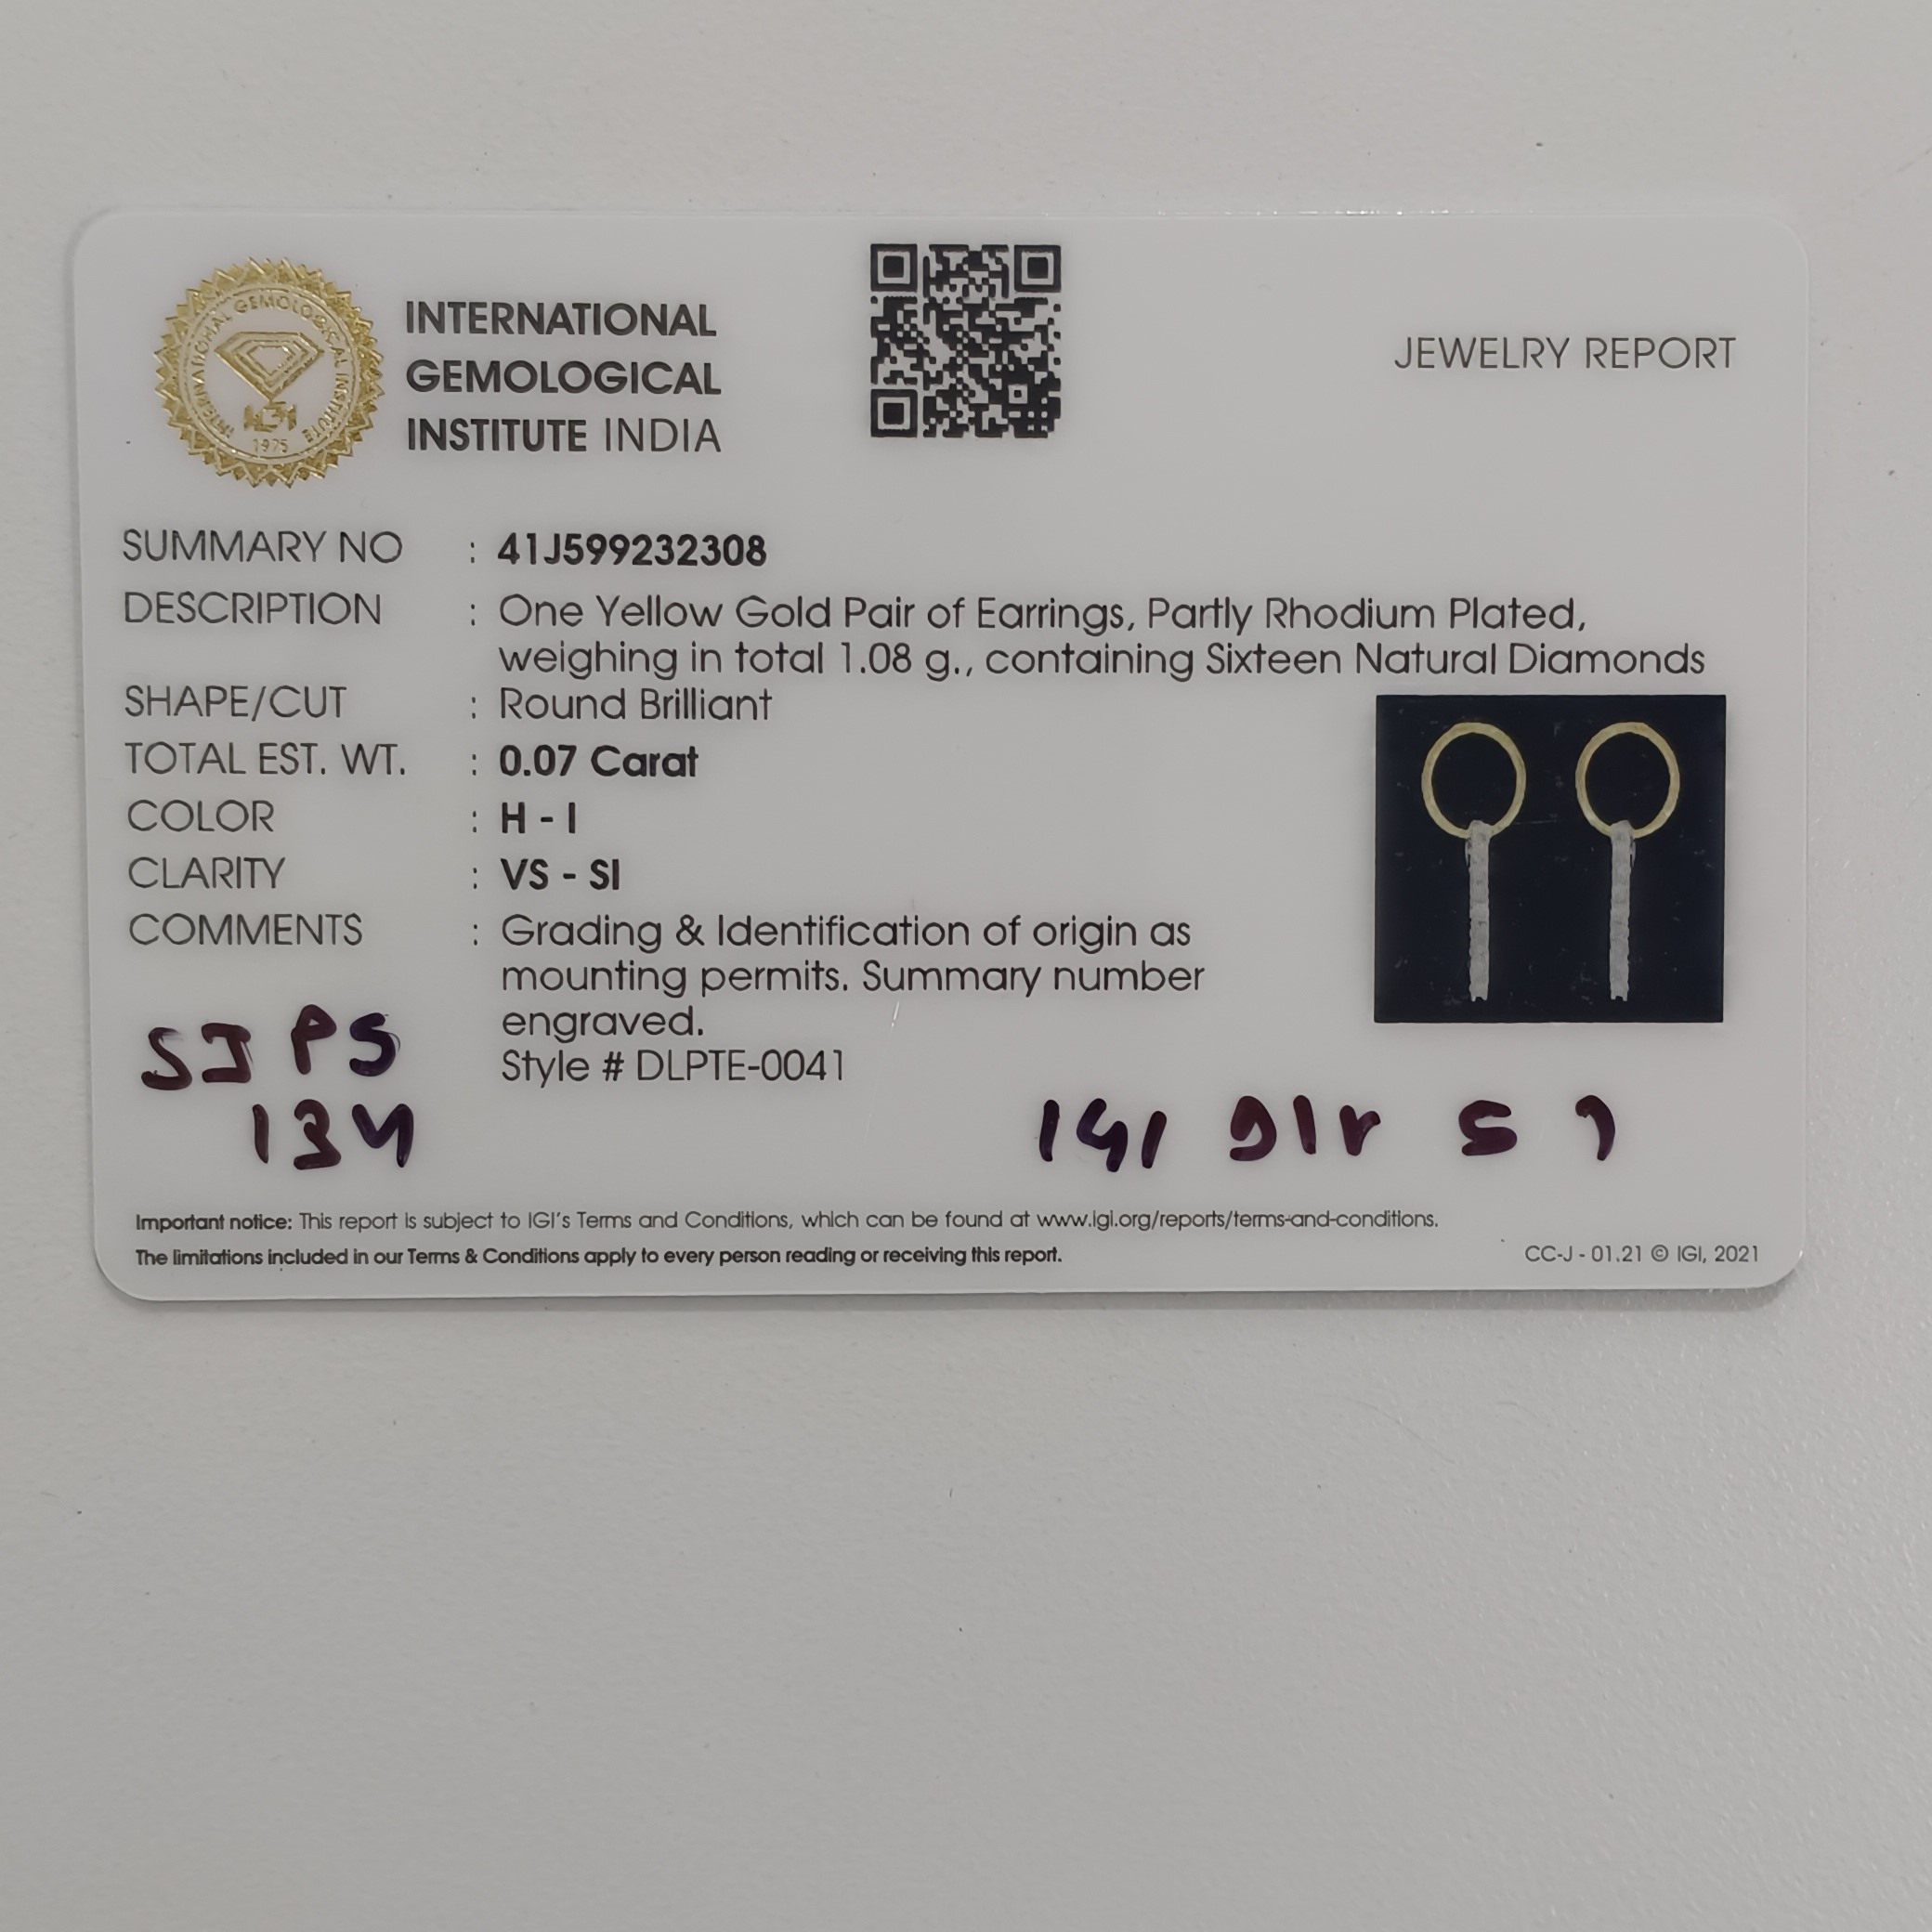 INTERNATIONAL GEMOLOGICAL INSTITUTE
IGI
1975
INTERNATIONAL
GEMOLOGICAL
INSTITUTE INDIA
JEWELRY REPORT
SUMMARY NO : 41J599232308
DESCRIPTION : One Yellow Gold Pair of Earrings, Partly Rhodium Plated,
weighing in total 1.08 g., containing Sixteen Natural Diamonds
SHAPE/CUT : Round Brilliant
TOTAL EST. WT. : 0.07 Carat
COLOR : H - I
CLARITY : VS - SI
COMMENTS : Grading & Identification of origin as
mounting permits. Summary number
engraved.
Style # DLPTE-0041
SJPS
134
Important notice: This report is subject to IGI's Terms and Conditions, which can be found at www.igi.org/reports/terms-and-conditions.
The limitations included in our Terms & Conditions apply to every person reading or receiving this report.
CC-J - 01.21 © IGI, 2021